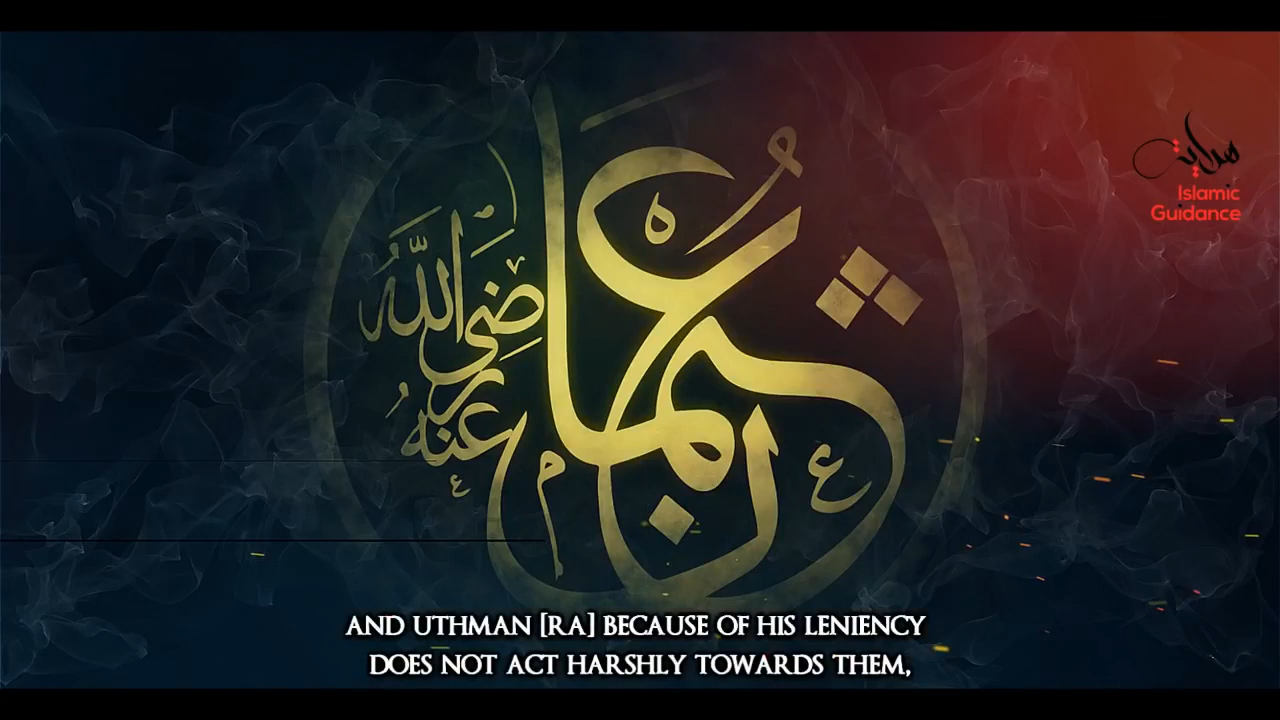 عثمان
رضي الله
عنه
هداية
Islamic
Guidance
AND UTHMAN [RA] BECAUSE OF HIS LENIENCY
DOES NOT ACT HARSHLY TOWARDS THEM,